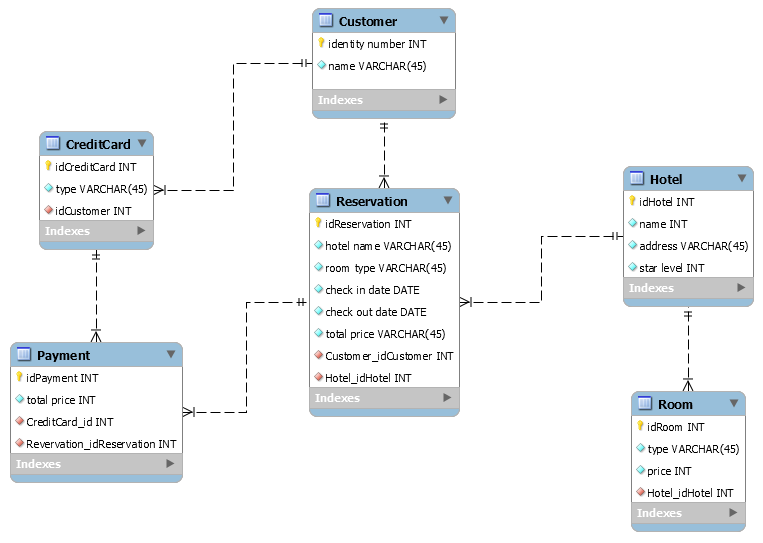 Customer
identity number INT
name VARCHAR(45)
Indexes
CreditCard
idCreditCard INT
type VARCHAR(45)
idCustomer INT
Indexes
Reservation
idReservation INT
hotel name VARCHAR(45)
room type VARCHAR(45)
check in date DATE
check out date DATE
total price VARCHAR(45)
Customer_idCustomer INT
Hotel_idHotel INT
Indexes
Hotel
idHotel INT
name INT
address VARCHAR(45)
star level INT
Indexes
Payment
idPayment INT
total price INT
CreditCard_id INT
Revervation_idReservation INT
Indexes
Room
idRoom INT
type VARCHAR(45)
price INT
Hotel_idHotel INT
Indexes